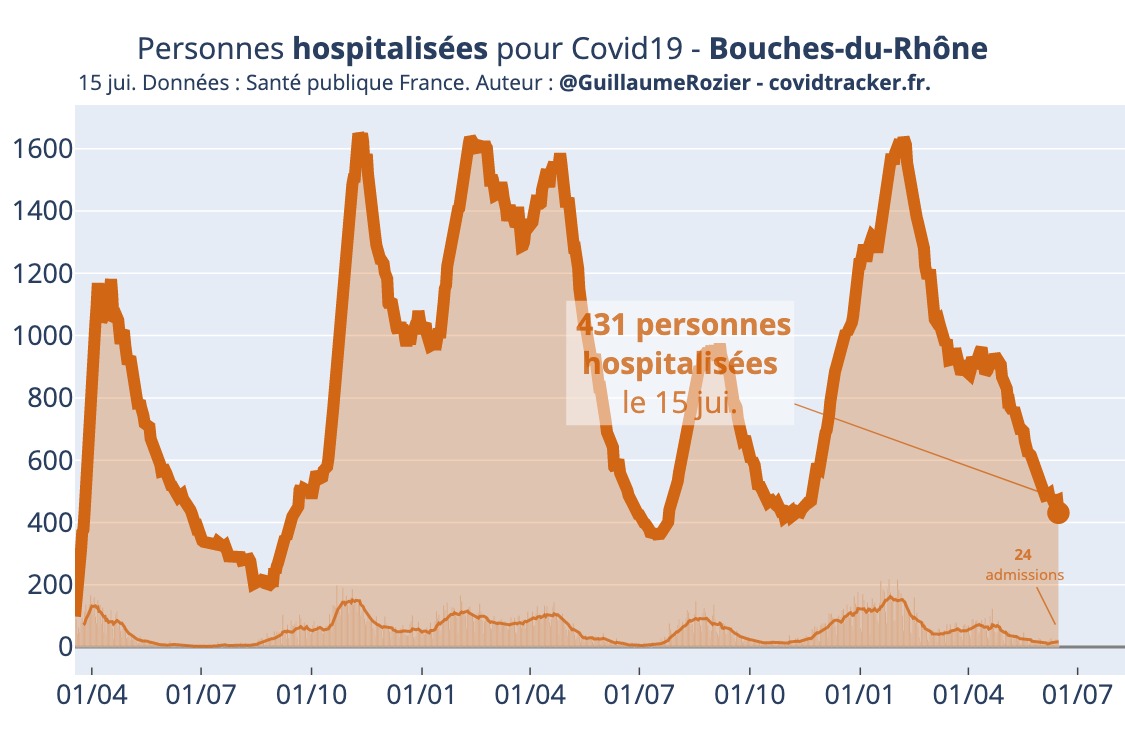 Personnes hospitalisées pour Covid19 - Bouches-du-Rhône
15 jui. Données : Santé publique France. Auteur : @GuillaumeRozier - covidtracker.fr.
1600
1400
1200
1000
800
600
400
200
0
431 personnes
hospitalisées
le 15 jui.
24
admissions
01/04 01/07 01/10 01/01 01/04 01/07 01/10 01/01 01/04 01/07